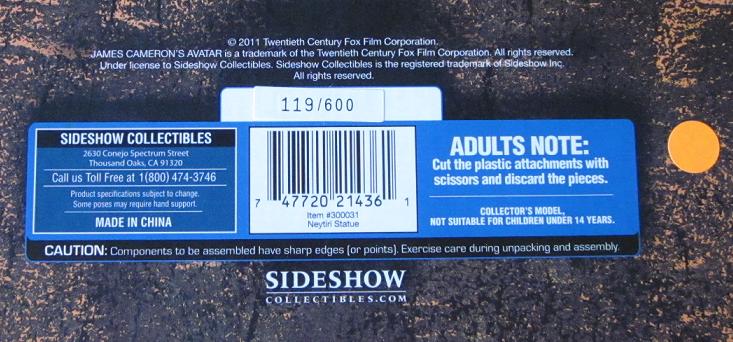 © 2011 Twentieth Century Fox Film Corporation.
JAMES CAMERON'S AVATAR is a trademark of the Twentieth Century Fox Film Corporation. All rights reserved.
Under license to Sideshow Collectibles. Sideshow Collectibles is the registered trademark of Sideshow Inc.
All rights reserved.
119/600
SIDESHOW COLLECTIBLES
2630 Conejo Spectrum Street
Thousand Oaks, CA 91320
Call us Toll Free at 1(800) 474-3746
Product specifications subject to change.
Some poses may require hand support.
MADE IN CHINA
7 47720 21436 1
Item #300031
Neytiri Statue
ADULTS NOTE:
Cut the plastic attachments with
scissors and discard the pieces.
COLLECTOR'S MODEL,
NOT SUITABLE FOR CHILDREN UNDER 14 YEARS.
CAUTION: Components to be assembled have sharp edges (or points). Exercise care during unpacking and assembly.
SIDESHOW
COLLECTIBLES.COM